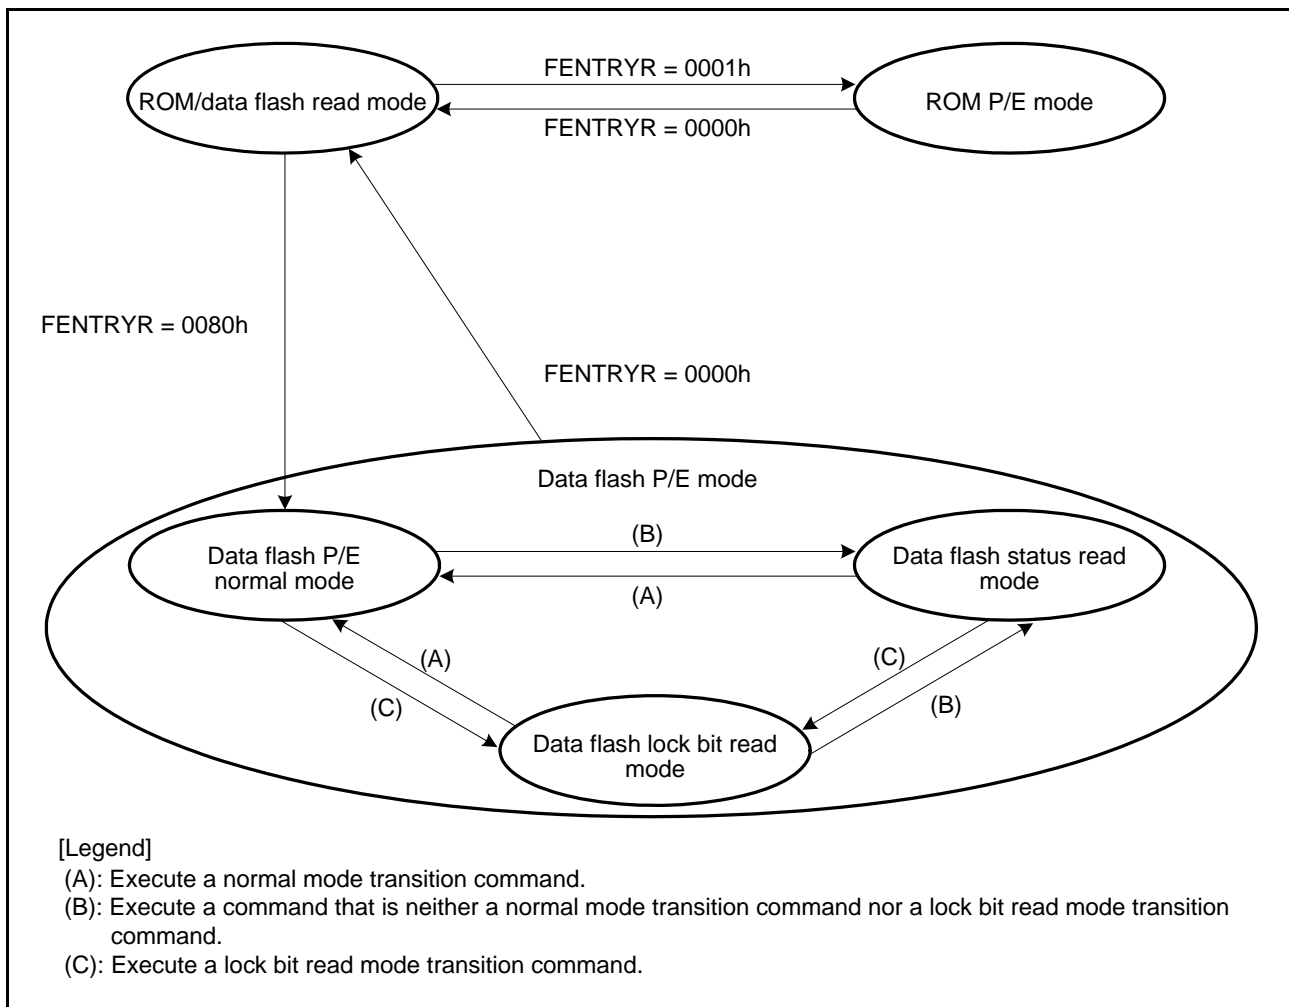 FENTRYR = 0001h
ROM/data flash read mode
ROM P/E mode
FENTRYR = 0000h
FENTRYR = 0080h
FENTRYR = 0000h
Data flash P/E mode
Data flash P/E
normal mode
(B)
Data flash status read
mode
(A)
(A)
(C)
(C)
(B)
Data flash lock bit read
mode
[Legend]
(A): Execute a normal mode transition command.
(B): Execute a command that is neither a normal mode transition command nor a lock bit read mode transition
command.
(C): Execute a lock bit read mode transition command.